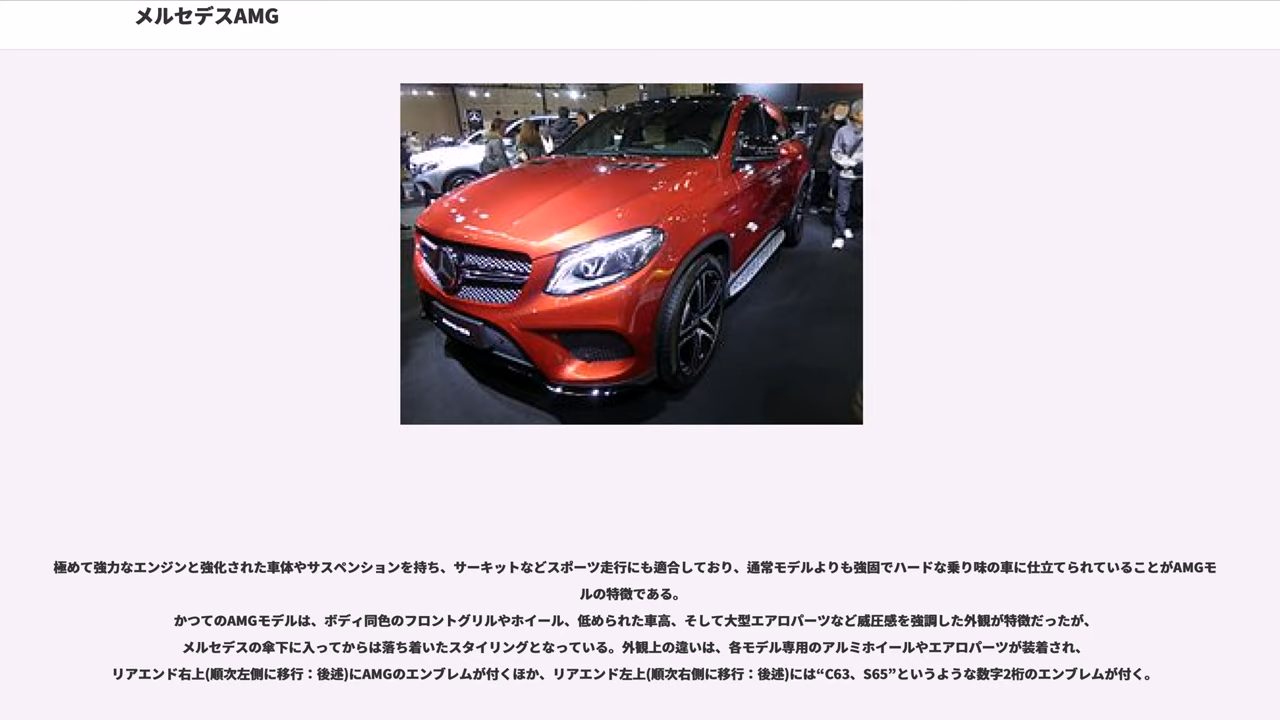 メルセデスAMG
極めて強力なエンジンと強化された車体やサスペンションを持ち、サーキットなどスポーツ走行にも適合しており、通常モデルよりも強固でハードな乗り味の車に仕立てられていることがAMGモ
ルの特徴である。
かつてのAMGモデルは、ボディ同色のフロントグリルやホイール、低められた車高、そして大型エアロパーツなど威圧感を強調した外観が特徴だったが、
メルセデスの傘下に入ってからは落ち着いたスタイリングとなっている。外観上の違いは、各モデル専用のアルミホイールやエアロパーツが装着され、
リアエンド右上(順次左側に移行：後述)にAMGのエンブレムが付くほか、リアエンド左上(順次右側に移行：後述)には“C63、S65”というような数字2桁のエンブレムが付く。